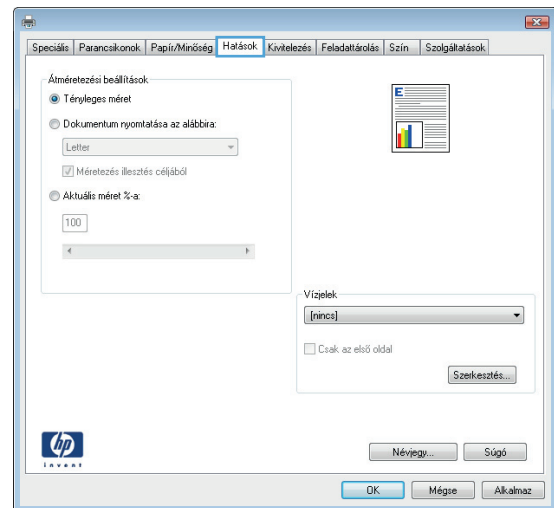 Speciális Parancsikonok Papír/Minőség Hatások Kivitelezés Feladattárolás Szín Szolgáltatások
Átméretezési beállítások
Tényleges méret
Dokumentum nyomtatása az alábbira:
Letter
Méretezés illesztés céljából
Aktuális méret %-a:
100
E
Vízjelek
[nincs]
Csak az első oldal
Szerkesztés...
hp
invent
Névjegy... Súgó
OK Mégse Alkalmaz